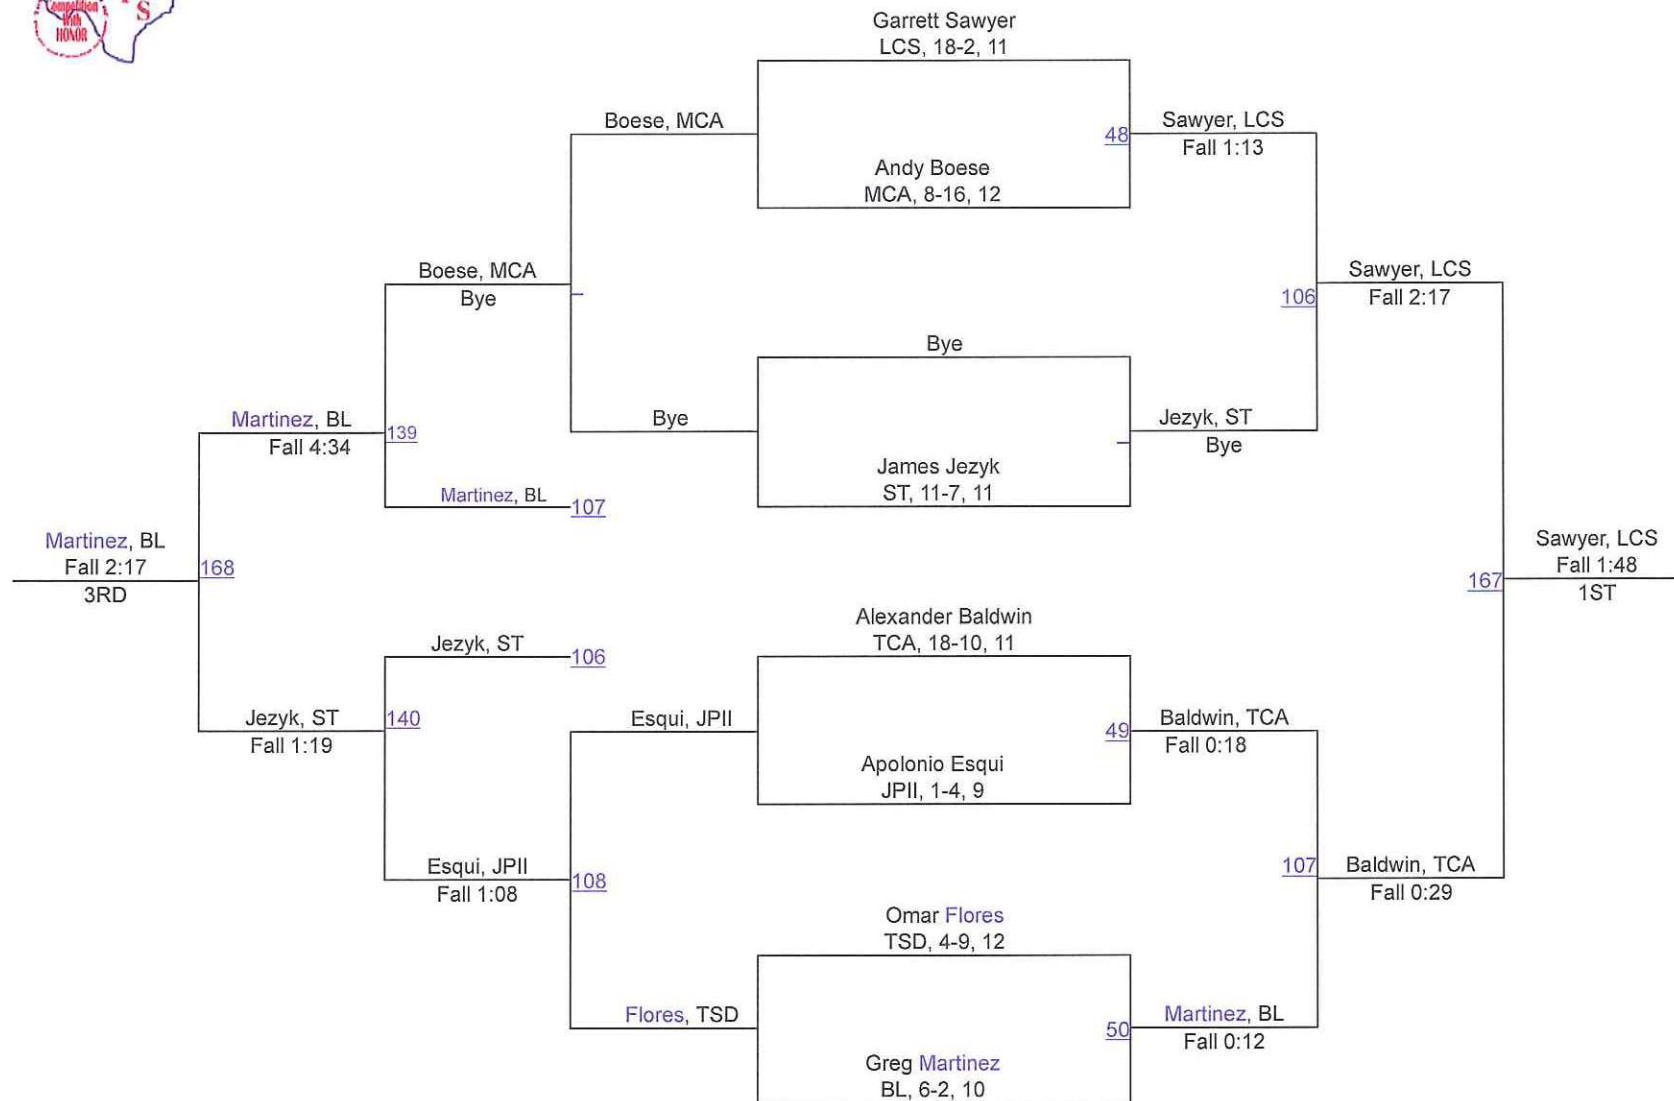 Competition
With
HONOR
S
Garrett Sawyer
LCS, 18-2, 11
Boese, MCA
48
Sawyer, LCS
Fall 1:13
Andy Boese
MCA, 8-16, 12
Boese, MCA
Bye
Sawyer, LCS
106
Fall 2:17
Bye
Martinez, BL
139
Fall 4:34
Bye
Jezyk, ST
Bye
James Jezyk
ST, 11-7, 11
Martinez, BL
107
Martinez, BL
Fall 2:17
168
3RD
Sawyer, LCS
Fall 1:48
167
1ST
Alexander Baldwin
TCA, 18-10, 11
Jezyk, ST
106
Jezyk, ST
140
Fall 1:19
Esqui, JPII
49
Baldwin, TCA
Fall 0:18
Apolonio Esqui
JPII, 1-4, 9
Esqui, JPII
108
Fall 1:08
107
Baldwin, TCA
Fall 0:29
Omar Flores
TSD, 4-9, 12
Flores, TSD
50
Martinez, BL
Fall 0:12
Greg Martinez
BL, 6-2, 10